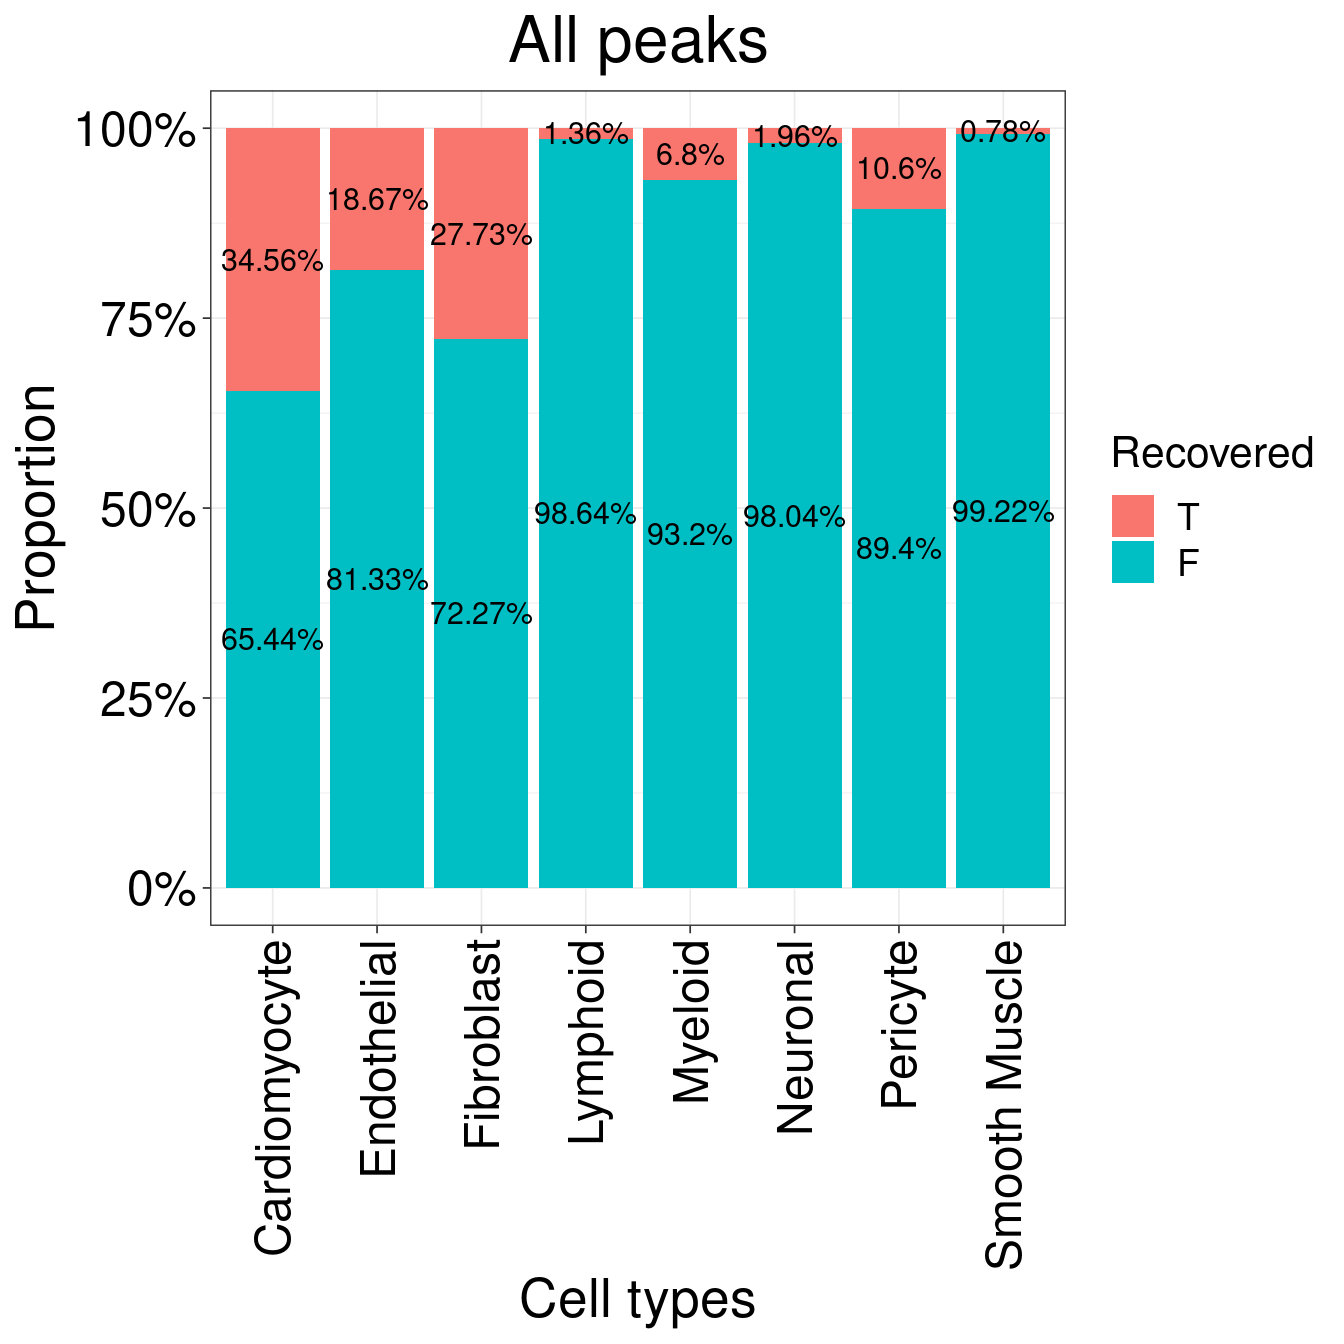 All peaks
Proportion
100%
75%
50%
25%
0%
34.56%
18.67%
27.73%
1.36%
6.8%
1.96%
10.6%
0.78%
65.44%
81.33%
72.27%
98.64%
93.2%
98.04%
89.4%
99.22%
Recovered
T
F
Cardiomyocyte
Endothelial
Fibroblast
Lymphoid
Myeloid
Neuronal
Pericyte
Smooth Muscle
Cell types